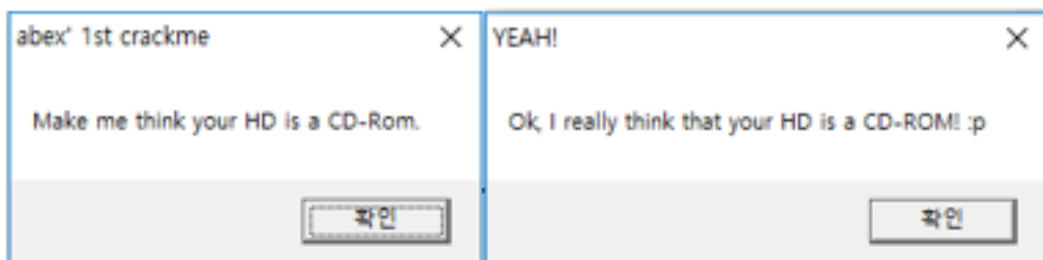 abex' 1st crackme
Make me think your HD is a CD-Rom.
확인
YEAH!
Ok, I really think that your HD is a CD-ROM! :p
확인